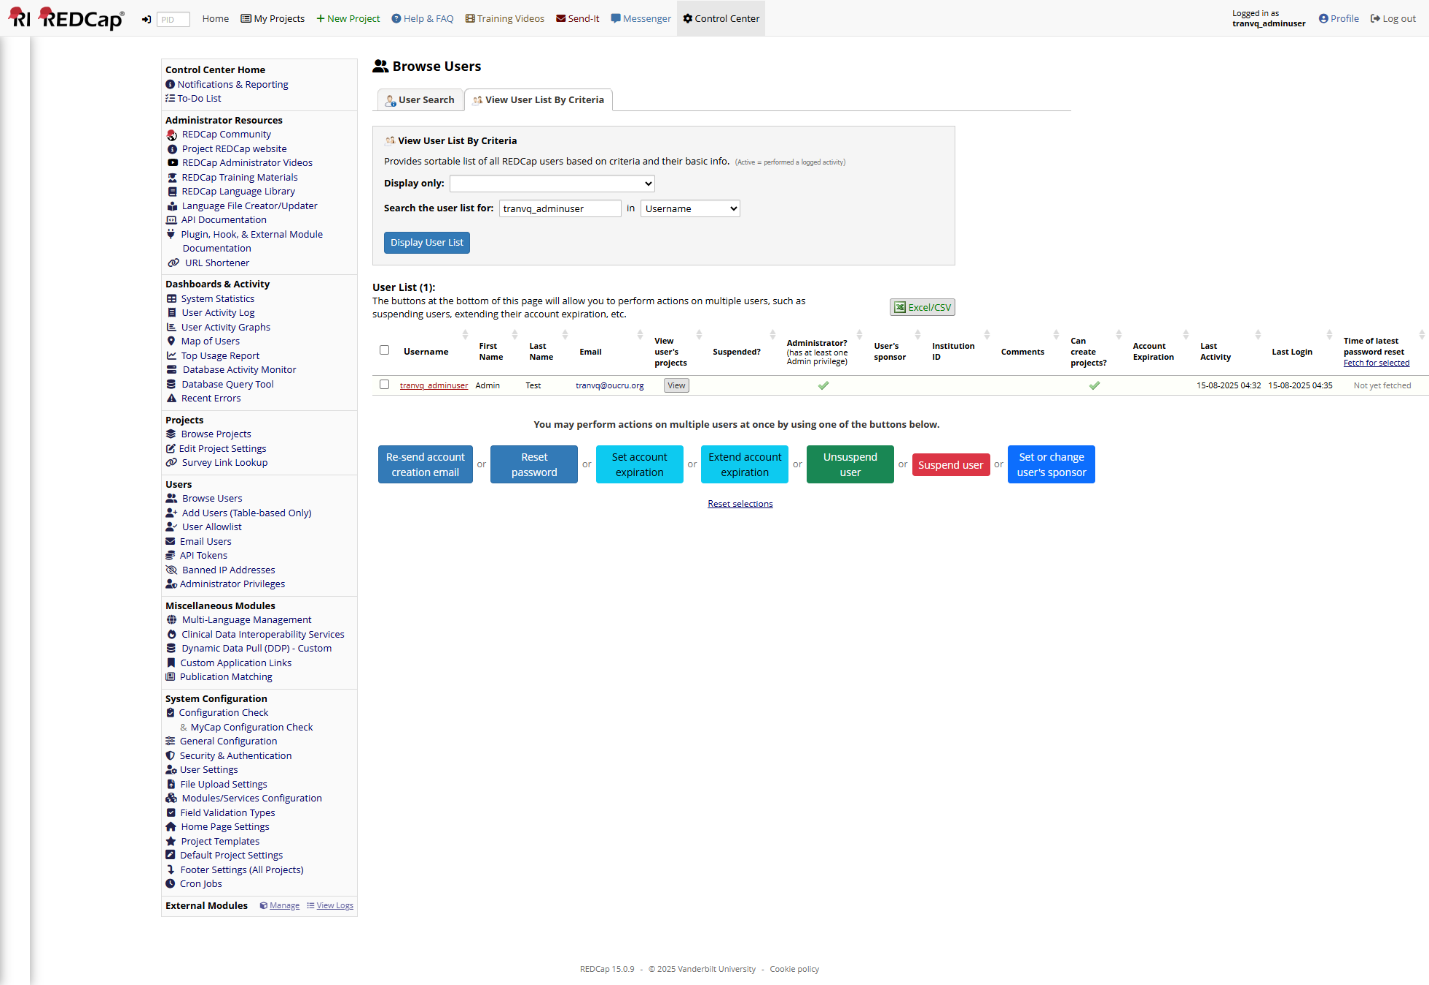 REDCap®
PID
Home
My Projects
New Project
Help & FAQ
Training Videos
Send-It
Messenger
Control Center
Logged in as
tranvq_adminuser
Profile
Log out
Control Center Home
Notifications & Reporting
To-Do List
Administrator Resources
REDCap Community
Project REDCap website
REDCap Administrator Videos
REDCap Training Materials
REDCap Language Library
Language File Creator/Updater
API Documentation
Plugin, Hook, & External Module
Documentation
URL Shortener
Dashboards & Activity
System Statistics
User Activity Log
User Activity Graphs
Map of Users
Top Usage Report
Database Activity Monitor
Database Query Tool
Recent Errors
Projects
Browse Projects
Edit Project Settings
Survey Link Lookup
Users
Browse Users
Add Users (Table-based Only)
User Allowlist
Email Users
API Tokens
Banned IP Addresses
Administrator Privileges
Miscellaneous Modules
Multi-Language Management
Clinical Data Interoperability Services
Dynamic Data Pull (DDP) - Custom
Custom Application Links
Publication Matching
System Configuration
Configuration Check
& MyCap Configuration Check
General Configuration
Security & Authentication
User Settings
File Upload Settings
Modules/Services Configuration
Field Validation Types
Home Page Settings
Project Templates
Default Project Settings
Footer Settings (All Projects)
Cron Jobs
External Modules Manage View Logs
Browse Users
User Search
View User List By Criteria
View User List By Criteria
Provides sortable list of all REDCap users based on criteria and their basic info. (Active = performed a logged activity)
Display only:
Search the user list for: tranvq_adminuser in Username
Display User List
User List (1):
The buttons at the bottom of this page will allow you to perform actions on multiple users, such as
suspending users, extending their account expiration, etc.
Excel/CSV
Username
First
Name
Last
Name
Email
View
user's
projects
Suspended?
Administrator?
(has at least one
Admin privilege)
User's
sponsor
Institution
ID
Comments
Can
create
projects?
Account
Expiration
Last
Activity
Last Login
Time of latest
password reset
Fetch for selected
tranvq_adminuser Admin Test tranvq@oucru.org View 15-08-2025 04:32 15-08-2025 04:35 Not yet fetched
You may perform actions on multiple users at once by using one of the buttons below.
Re-send account
creation email
or
Reset
password
or
Set account
expiration
or
Extend account
expiration
or
Unsuspend
user
or
Suspend user
or
Set or change
user's sponsor
Reset selections
REDCap 15.0.9 - © 2025 Vanderbilt University - Cookie policy